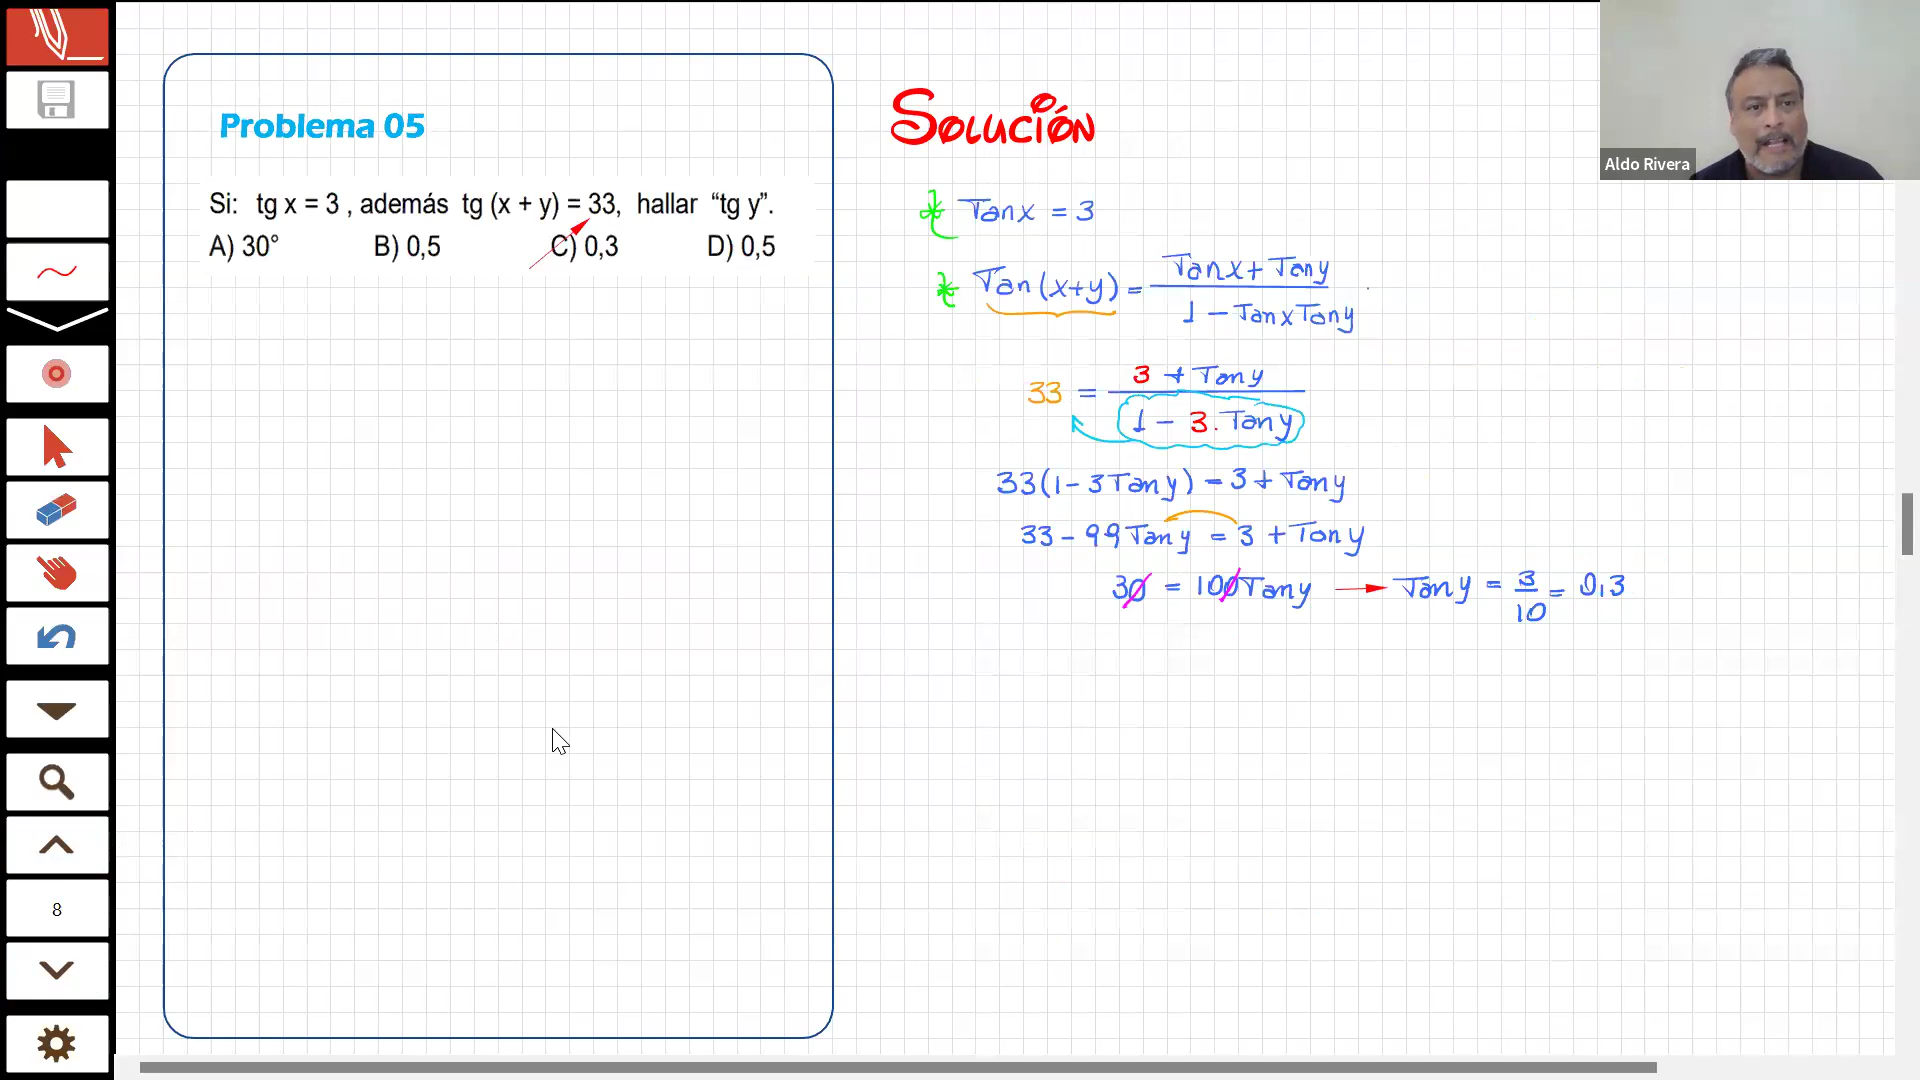 Problema 05
Si: tg x = 3 , además tg (x + y) = 33, hallar “tg y”.
A) 30° B) 0,5 C) 0,3 D) 0,5
SOLUCIÓN
* Tanx = 3
* Tan(x+y) = Tanx + Tany / 1 - TanxTany
33 = 3 + Tany / 1 - 3.Tany
33(1 - 3Tany) = 3 + Tany
33 - 99Tany = 3 + Tany
30 = 100Tany → Tany = 3/10 = 0,3
Aldo Rivera
8